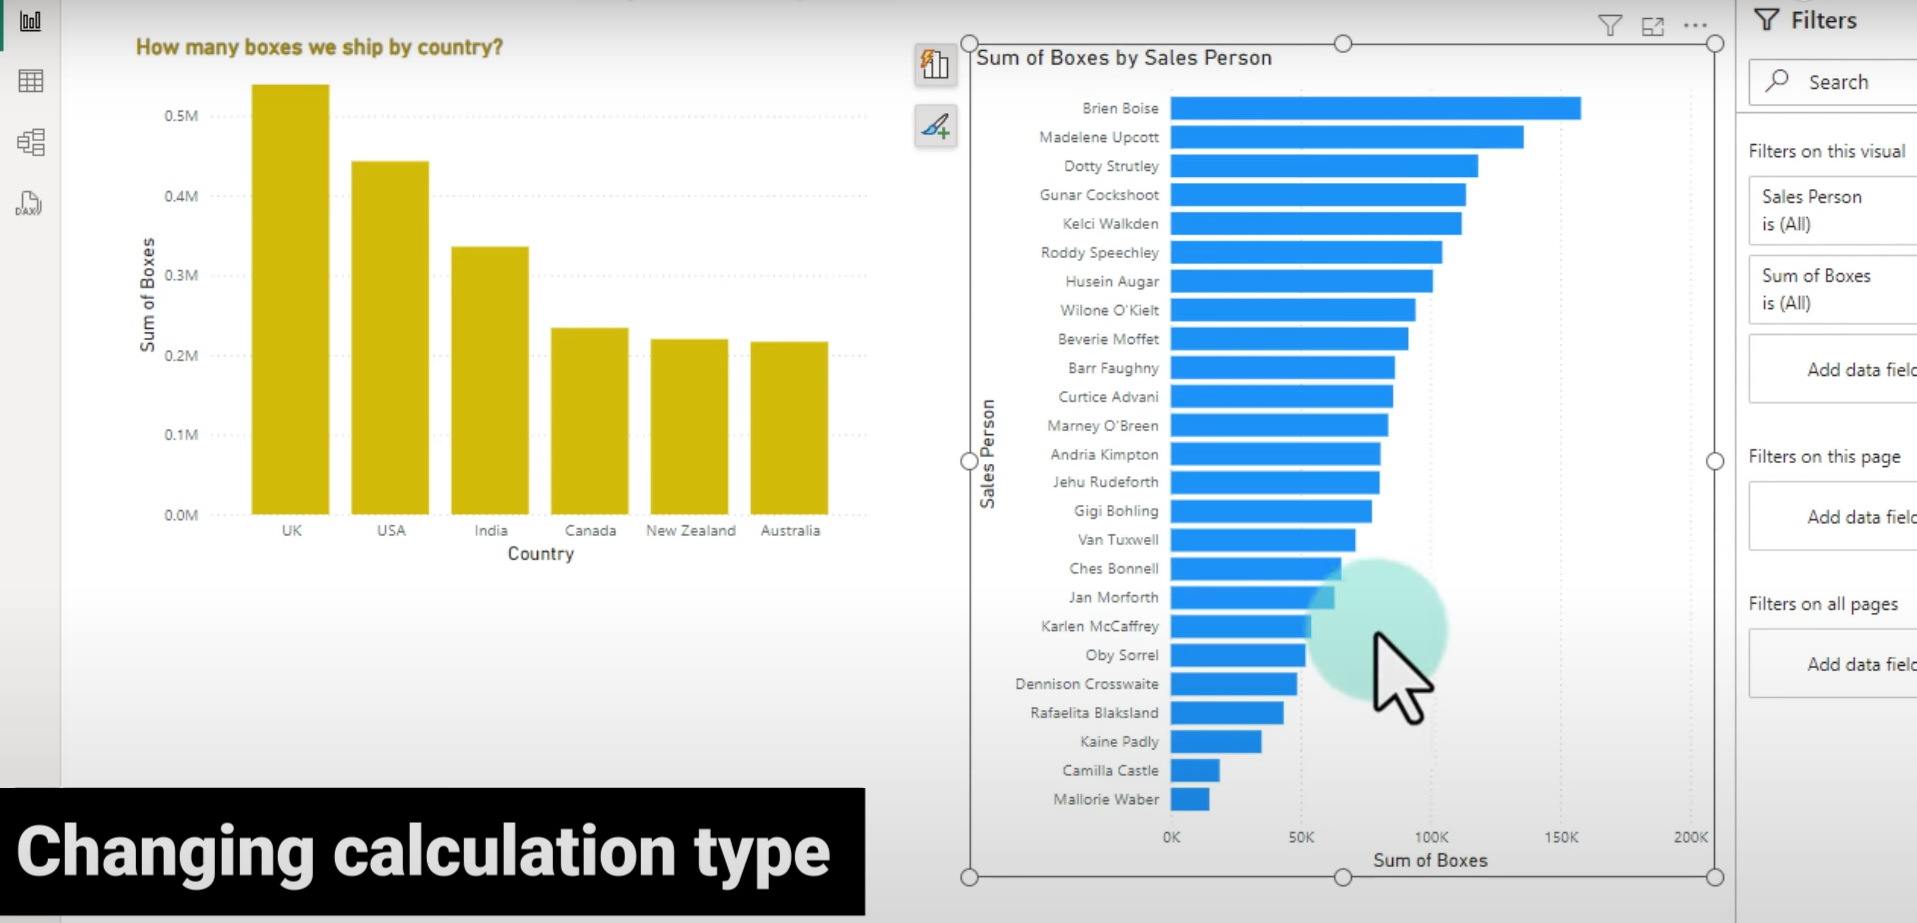 How many boxes we ship by country?
0.5M
0.4M
0.3M
0.2M
0.1M
0.0M
Sum of Boxes
UK
USA
India
Canada
New Zealand
Australia
Country
DAX
Sum of Boxes by Sales Person
Brien Boise
Madelene Upcott
Dotty Strutley
Gunar Cockshoot
Kelci Walkden
Roddy Speechley
Husein Augar
Wilone O'Kielt
Beverie Moffet
Barr Faughny
Curtice Advani
Marney O'Breen
Andria Kimpton
Jehu Rudeforth
Gigi Bohling
Van Tuxwell
Ches Bonnell
Jan Morforth
Karlen McCaffrey
Oby Sorrel
Dennison Crosswaite
Rafaelita Blaksland
Kaine Padly
Camilla Castle
Mallorie Waber
Sales Person
0K
50K
100K
150K
200K
Sum of Boxes
Filters
Search
Filters on this visual
Sales Person
is (All)
Sum of Boxes
is (All)
Add data field
Filters on this page
Add data field
Filters on all pages
Add data field
Changing calculation type